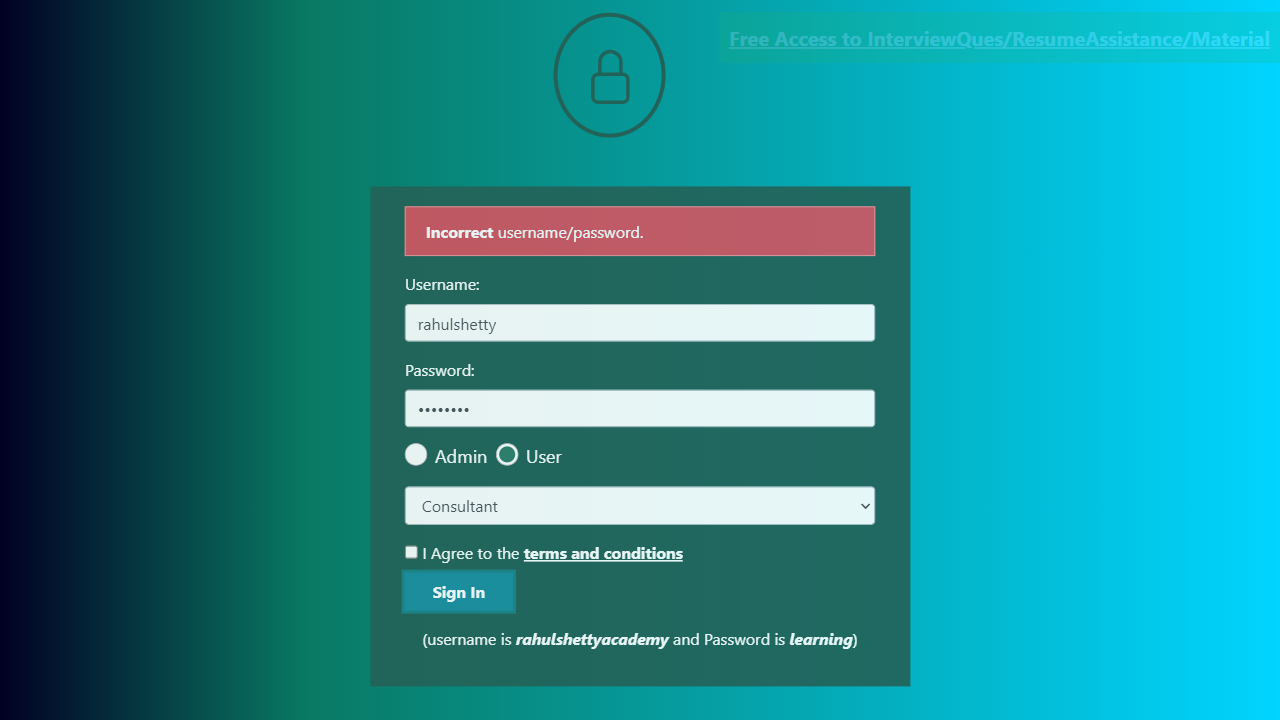 Free Access to InterviewQues/ResumeAssistance/Material
Incorrect username/password.
Username:
rahulshetty
Password:
••••••••
Admin User
Consultant
I Agree to the terms and conditions
Sign In
(username is rahulshettyacademy and Password is learning)